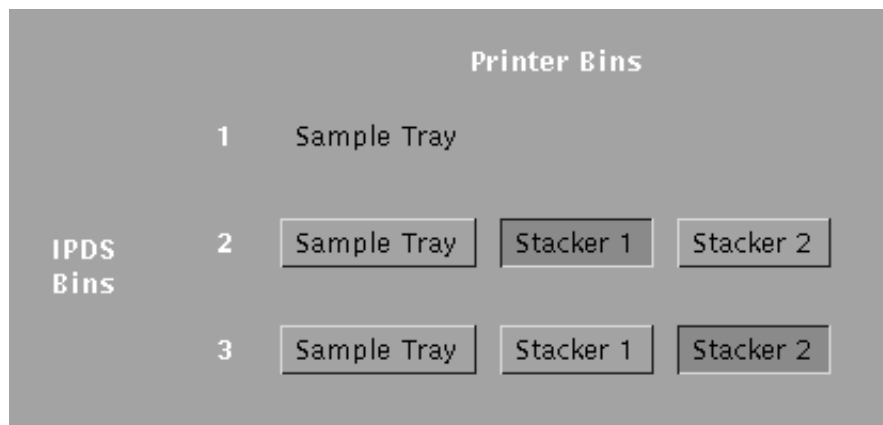 Printer Bins
1 Sample Tray
IPDS Bins
2 Sample Tray Stacker 1 Stacker 2
3 Sample Tray Stacker 1 Stacker 2